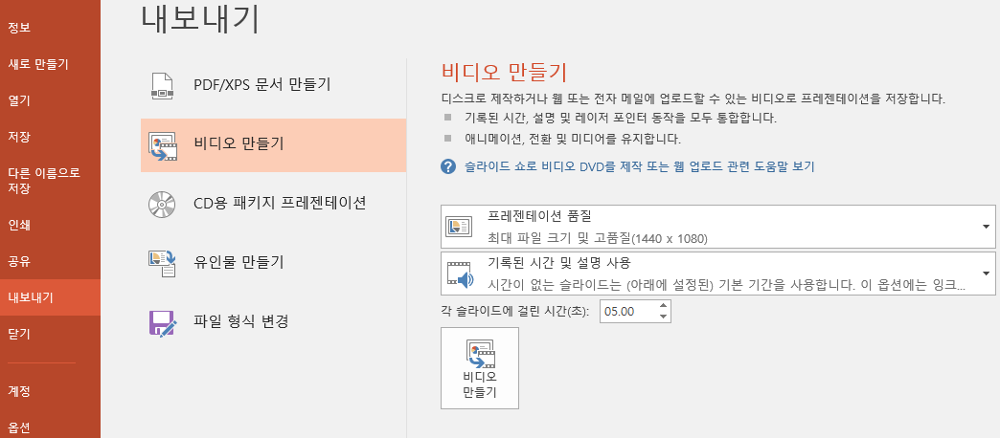 내보내기
정보
새로 만들기
열기
저장
다른 이름으로
저장
인쇄
공유
내보내기
닫기
계정
옵션
PDF/XPS 문서 만들기
비디오 만들기
CD용 패키지 프레젠테이션
유인물 만들기
파일 형식 변경
비디오 만들기
디스크로 제작하거나 웹 또는 전자 메일에 업로드할 수 있는 비디오로 프레젠테이션을 저장합니다.
기록된 시간, 설명 및 레이저 포인터 동작을 모두 통합합니다.
애니메이션, 전환 및 미디어를 유지합니다.
슬라이드 쇼로 비디오 DVD를 제작 또는 웹 업로드 관련 도움말 보기
프레젠테이션 품질
최대 파일 크기 및 고품질(1440 x 1080)
기록된 시간 및 설명 사용
시간이 없는 슬라이드는 (아래에 설정된) 기본 기간을 사용합니다. 이 옵션에는 잉크...
각 슬라이드에 걸린 시간(초): 05.00
비디오
만들기